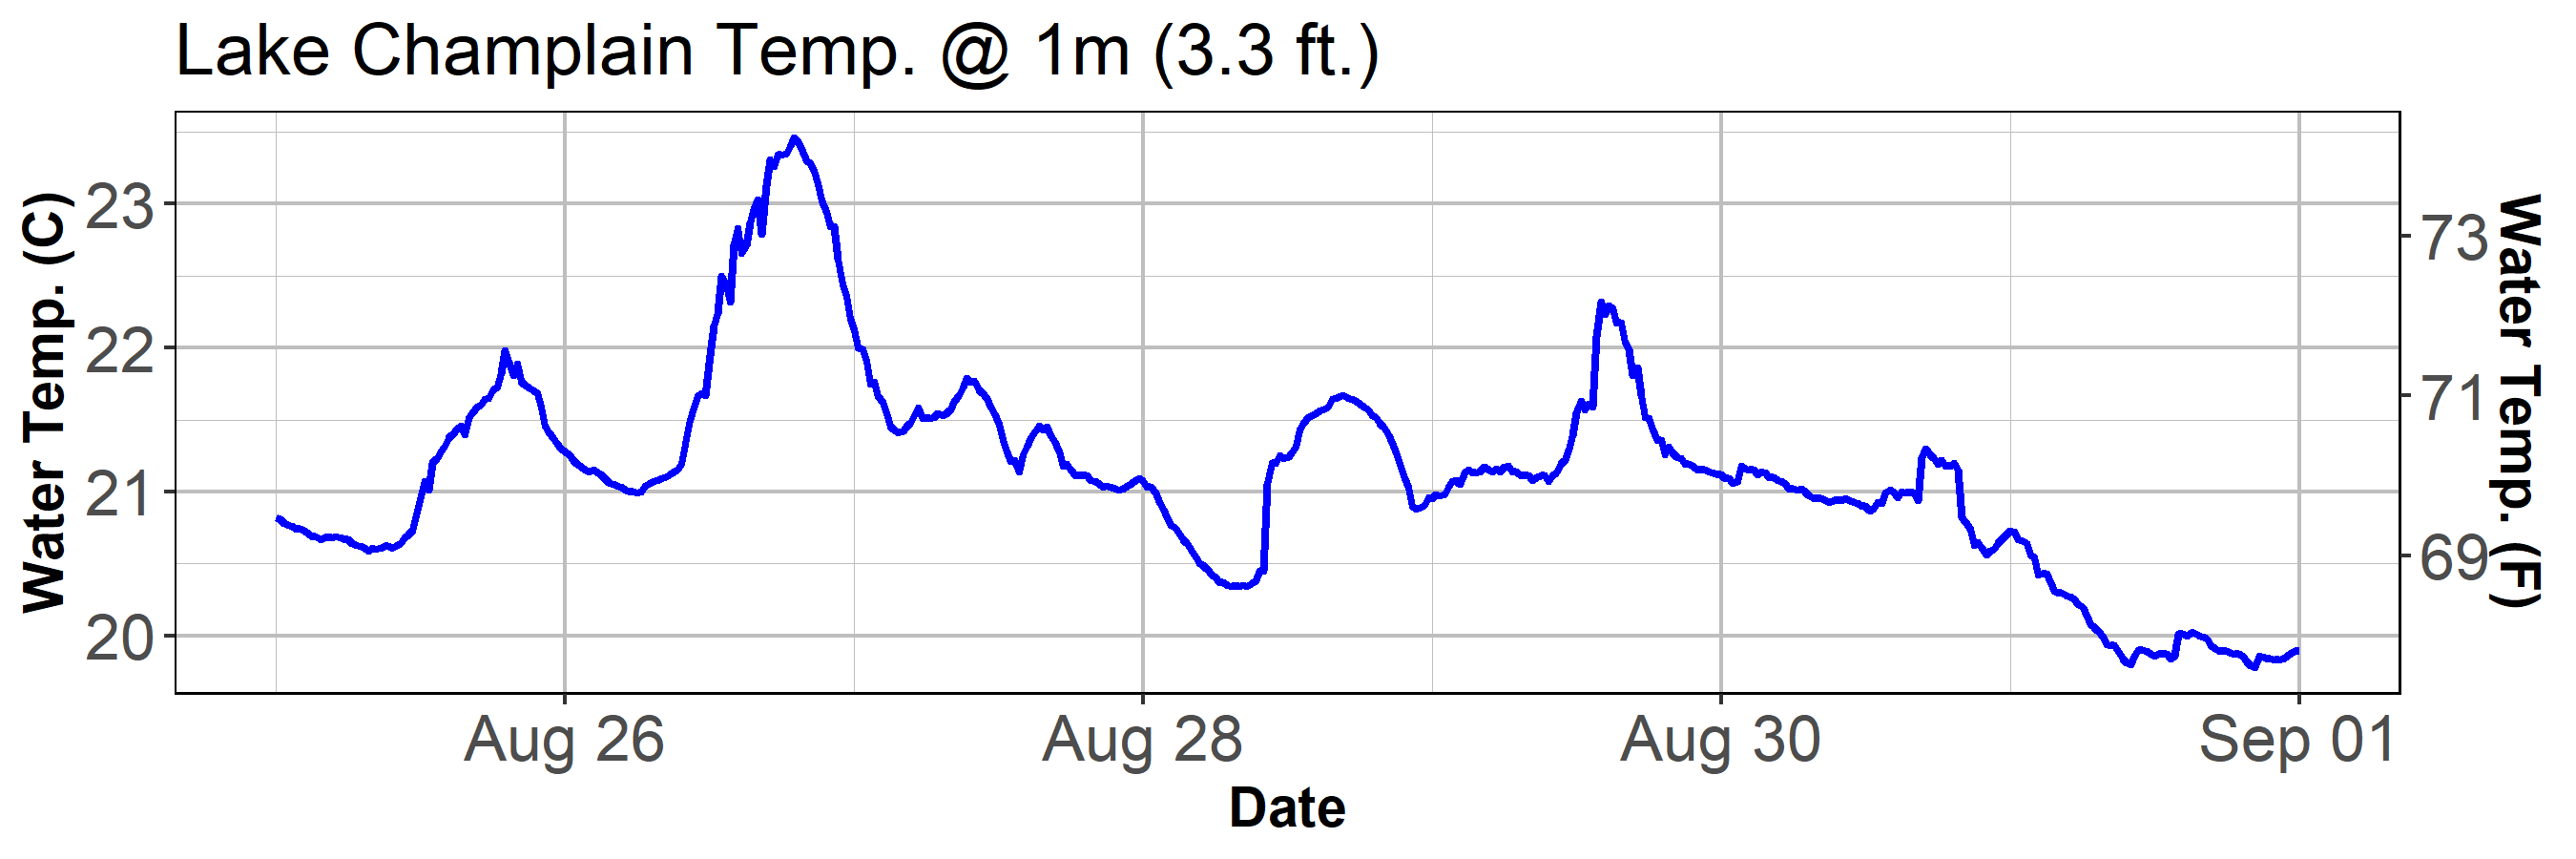 Lake Champlain Temp. @ 1m (3.3 ft.)
Water Temp. (C)
23
22
21
20
73
71
69
Water Temp. (F)
Aug 26
Aug 28
Aug 30
Sep 01
Date